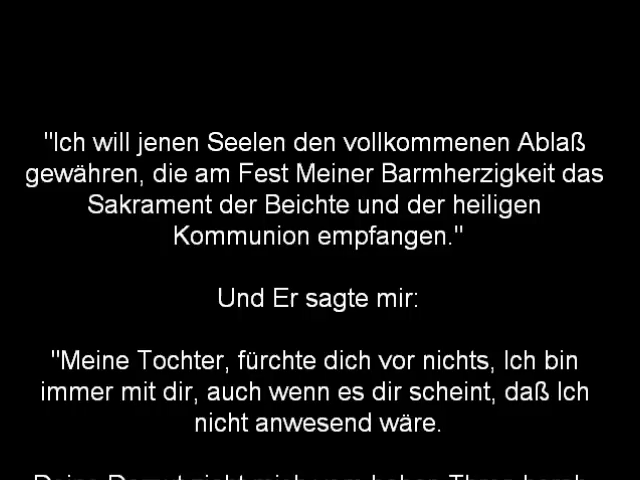 "Ich will jenen Seelen den vollkommenen Ablaß
gewähren, die am Fest Meiner Barmherzigkeit das
Sakrament der Beichte und der heiligen
Kommunion empfangen."
Und Er sagte mir:
"Meine Tochter, fürchte dich vor nichts, Ich bin
immer mit dir, auch wenn es dir scheint, daß Ich
nicht anwesend wäre.